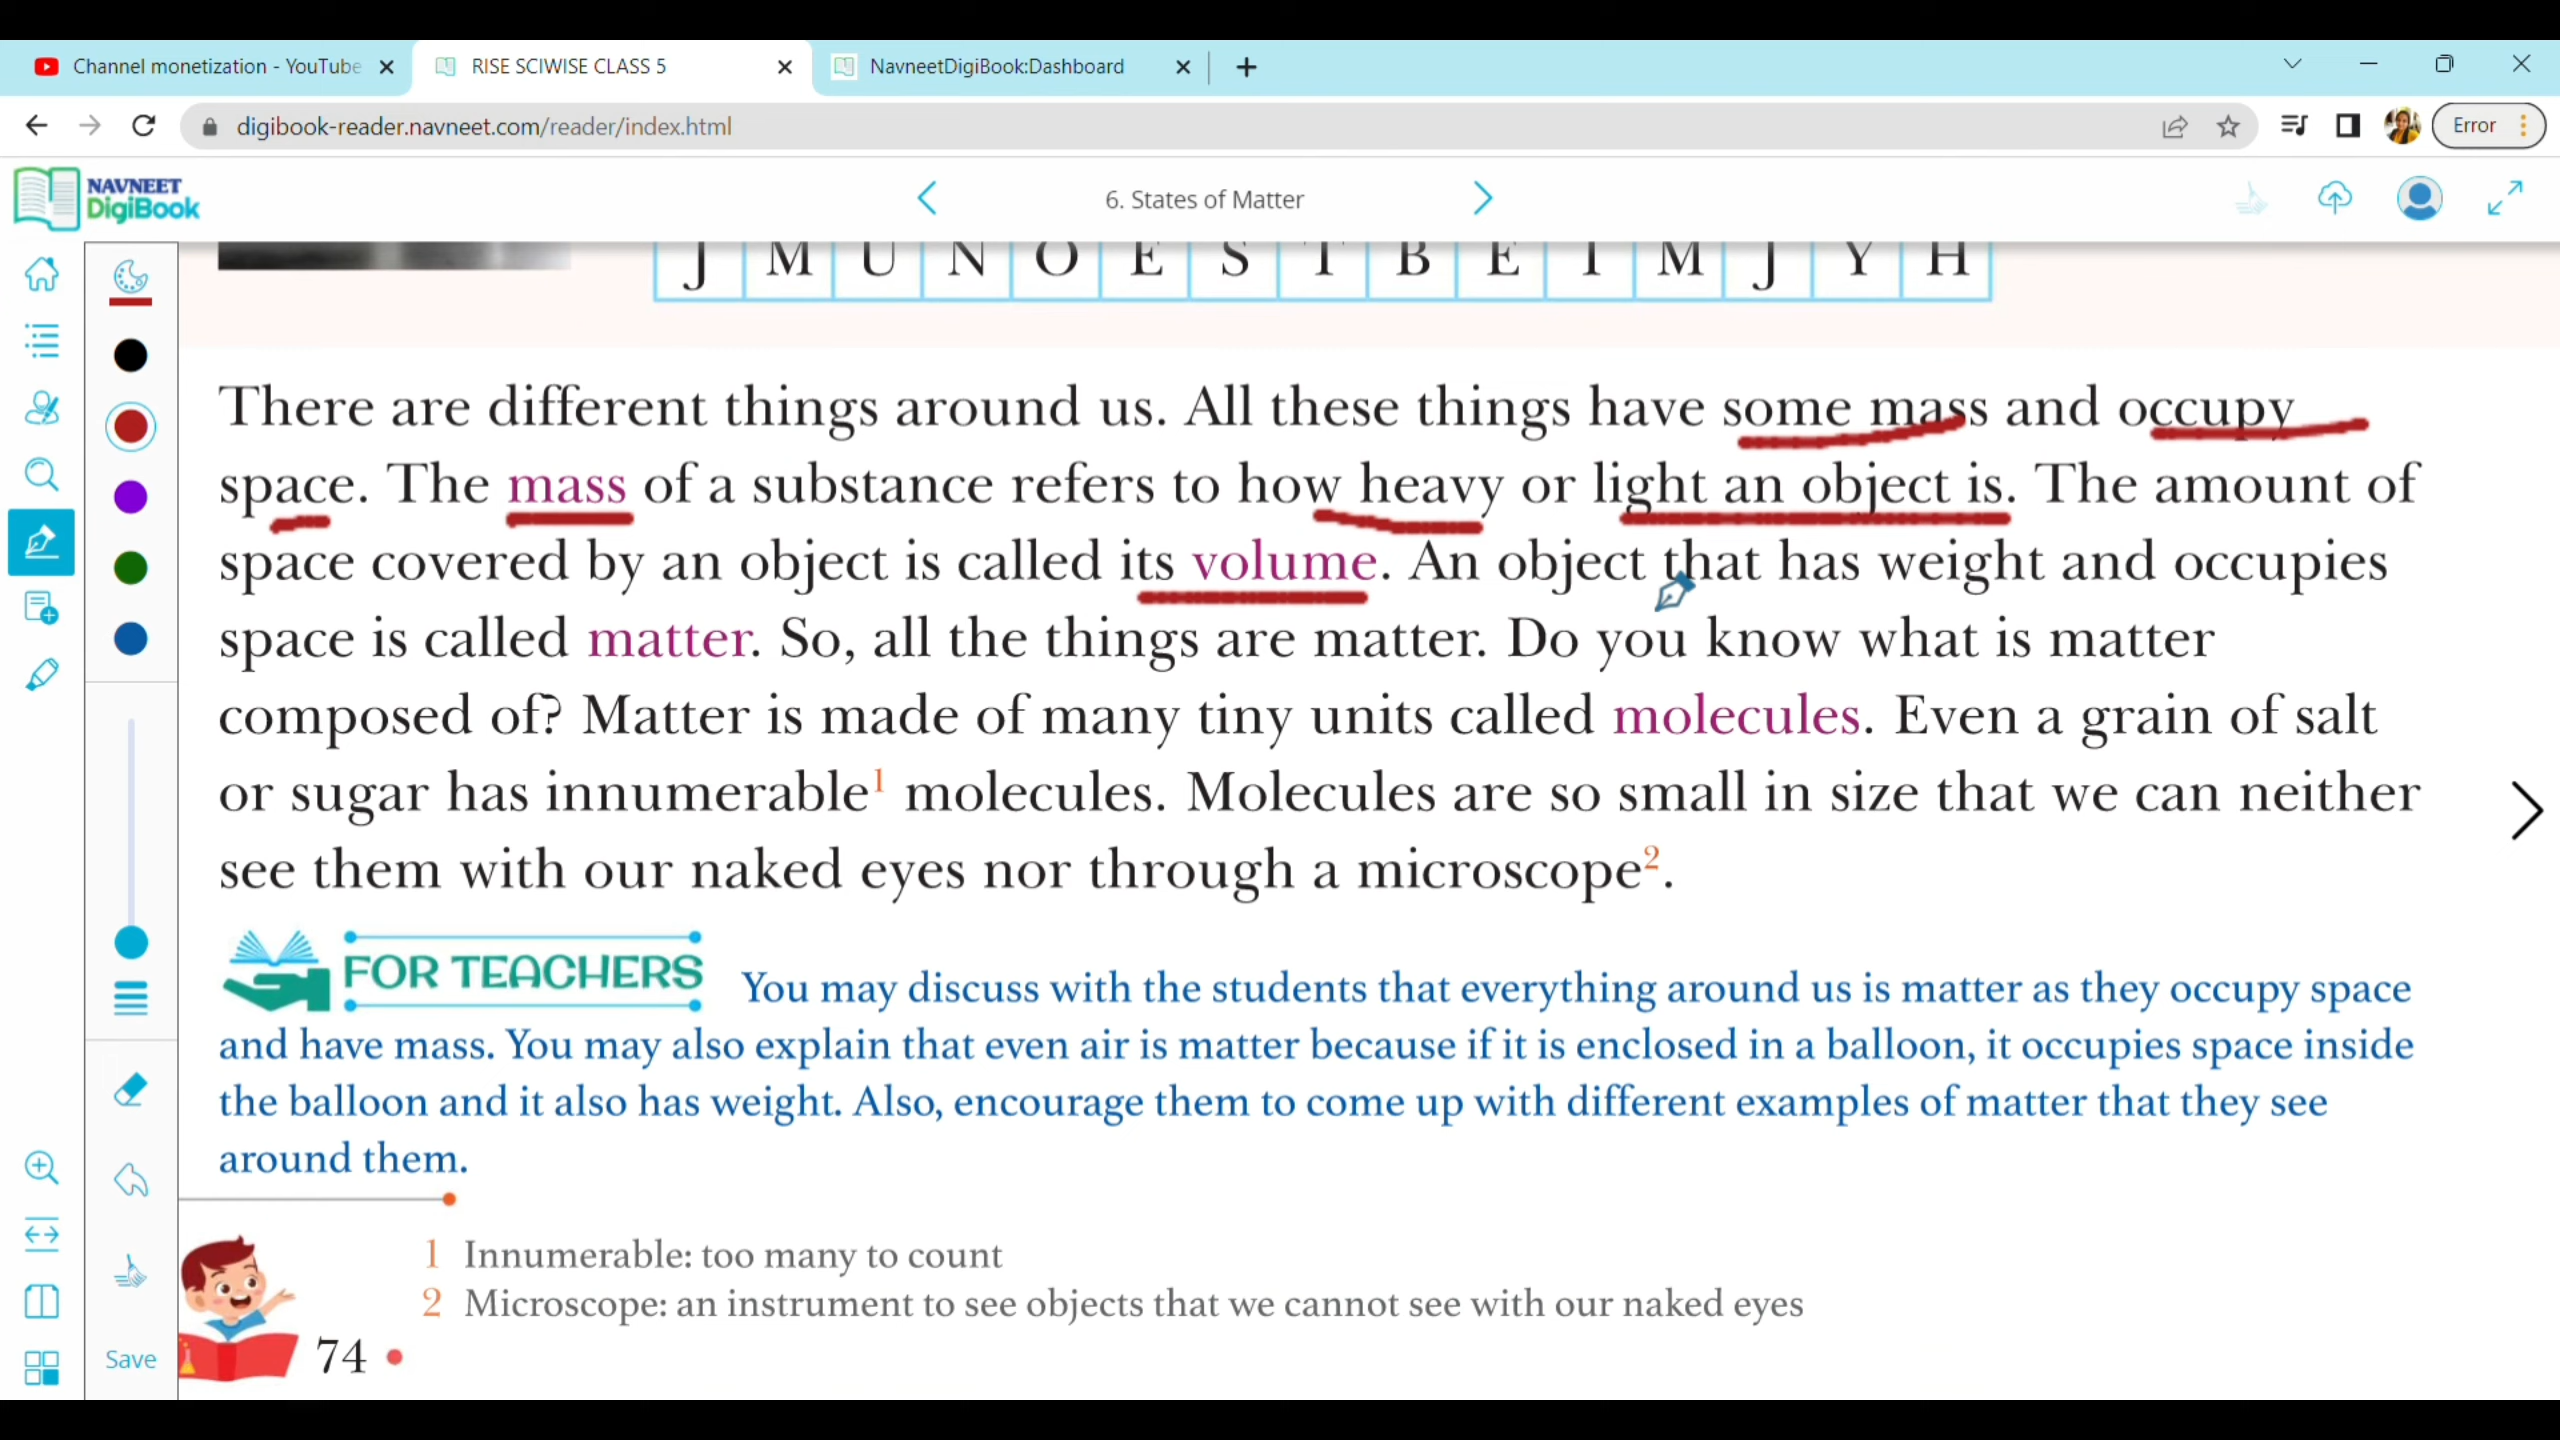 Channel monetization - YouTube
RISE SCIWISE CLASS 5
NavneetDigiBook:Dashboard
digibook-reader.navneet.com/reader/index.html
Error
NAVNEET
DigiBook
6. States of Matter
J M U N O E S T B E I M J Y H
There are different things around us. All these things have some mass and occupy
space. The mass of a substance refers to how heavy or light an object is. The amount of
space covered by an object is called its volume. An object that has weight and occupies
space is called matter. So, all the things are matter. Do you know what is matter
composed of? Matter is made of many tiny units called molecules. Even a grain of salt
or sugar has innumerable1 molecules. Molecules are so small in size that we can neither
see them with our naked eyes nor through a microscope2.
FOR TEACHERS You may discuss with the students that everything around us is matter as they occupy space
and have mass. You may also explain that even air is matter because if it is enclosed in a balloon, it occupies space inside
the balloon and it also has weight. Also, encourage them to come up with different examples of matter that they see
around them.
1 Innumerable: too many to count
2 Microscope: an instrument to see objects that we cannot see with our naked eyes
74
Save